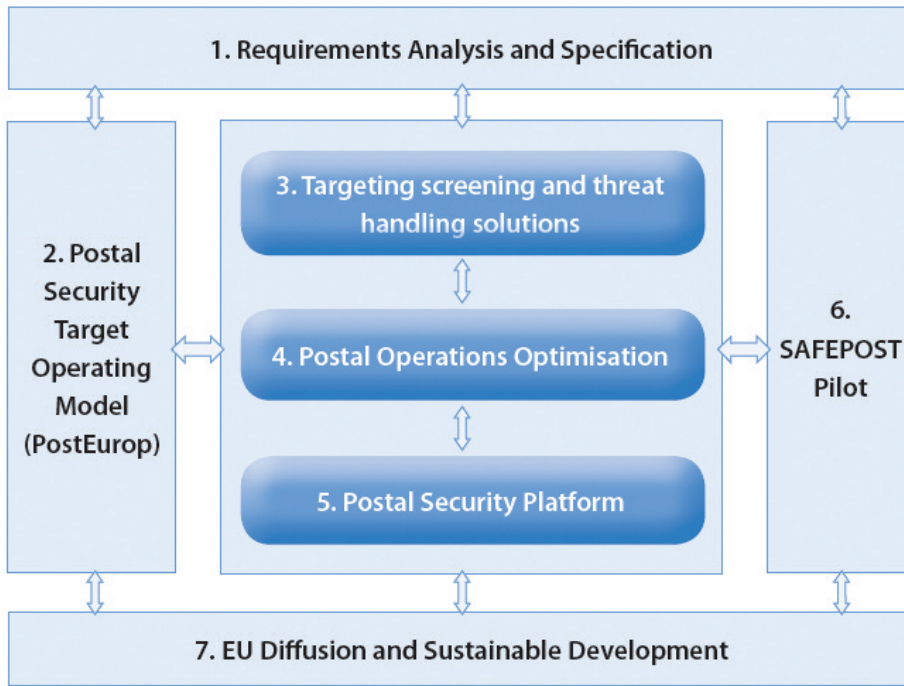 1. Requirements Analysis and Specification
2. Postal
Security
Target
Operating
Model
(PostEurop)
3. Targeting screening and threat
handling solutions
4. Postal Operations Optimisation
5. Postal Security Platform
6.
SAFEPOST
Pilot
7. EU Diffusion and Sustainable Development